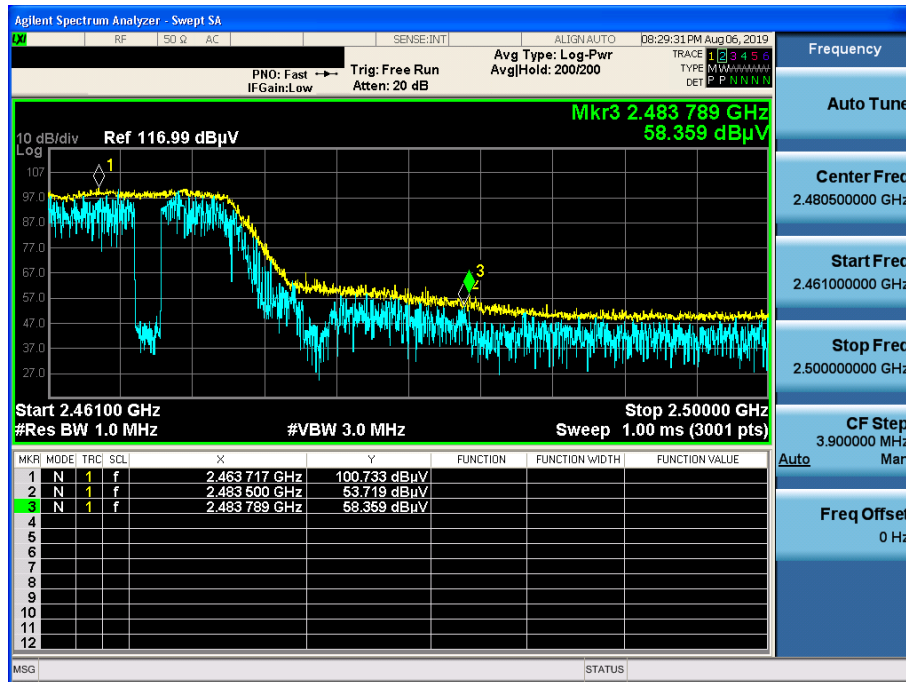 Agilent Spectrum Analyzer - Swept SA
LXI RF 50 Ω AC SENSE:INT ALIGN AUTO 08:29:31 PM Aug 06, 2019
PNO: Fast
IFGain:Low
Trig: Free Run
Atten: 20 dB
Avg Type: Log-Pwr
Avg|Hold: 200/200
TRACE 1 2 3 4 5 6
TYPE M W
DET P P N N N N
Mkr3 2.483 789 GHz
58.359 dBµV
10 dB/div Ref 116.99 dBµV
Log
107
97.0
87.0
77.0
67.0
57.0
47.0
37.0
27.0
1
3
2
Start 2.46100 GHz Stop 2.50000 GHz
#Res BW 1.0 MHz #VBW 3.0 MHz Sweep 1.00 ms (3001 pts)
MKR MODE TRC SCL X Y FUNCTION FUNCTION WIDTH FUNCTION VALUE
1 N 1 f 2.463 717 GHz 100.733 dBµV
2 N 1 f 2.483 500 GHz 53.719 dBµV
3 N 1 f 2.483 789 GHz 58.359 dBµV
4
5
6
7
8
9
10
11
12
MSG STATUS
Frequency
Auto Tune
Center Freq
2.480500000 GHz
Start Freq
2.461000000 GHz
Stop Freq
2.500000000 GHz
CF Step
3.900000 MHz
Auto Man
Freq Offset
0 Hz